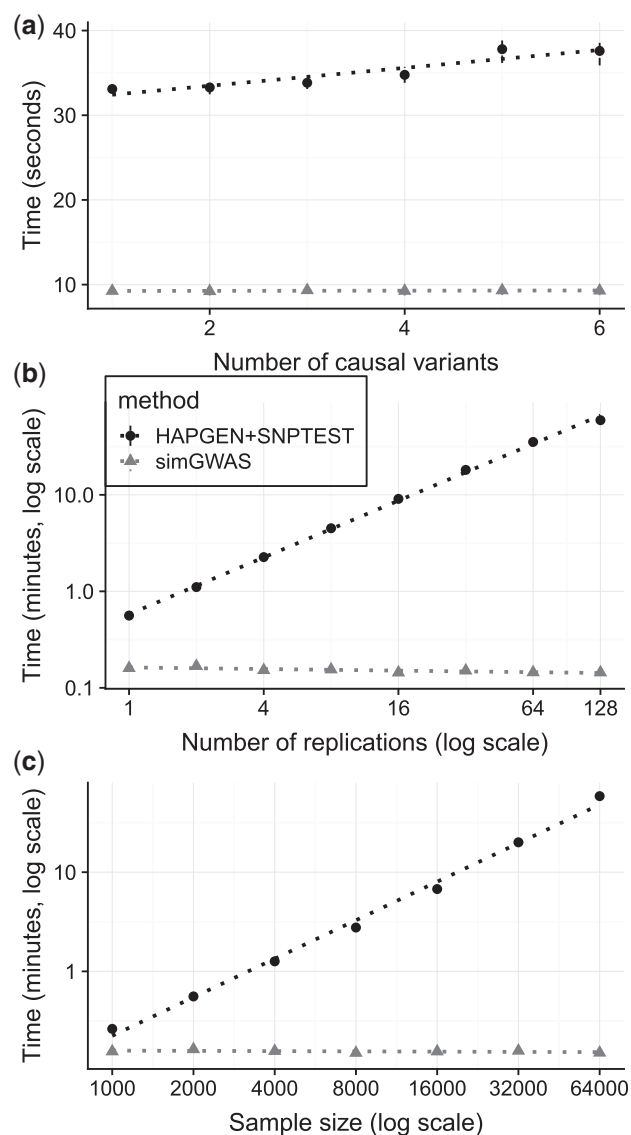 (a)
40
30
20
10
Time (seconds)
2 4 6
Number of causal variants
(b)
method
HAPGEN+SNPTEST
simGWAS
10.0
1.0
0.1
Time (minutes, log scale)
1 4 16 64 128
Number of replications (log scale)
(c)
10
1
Time (minutes, log scale)
1000 2000 4000 8000 16000 32000 64000
Sample size (log scale)